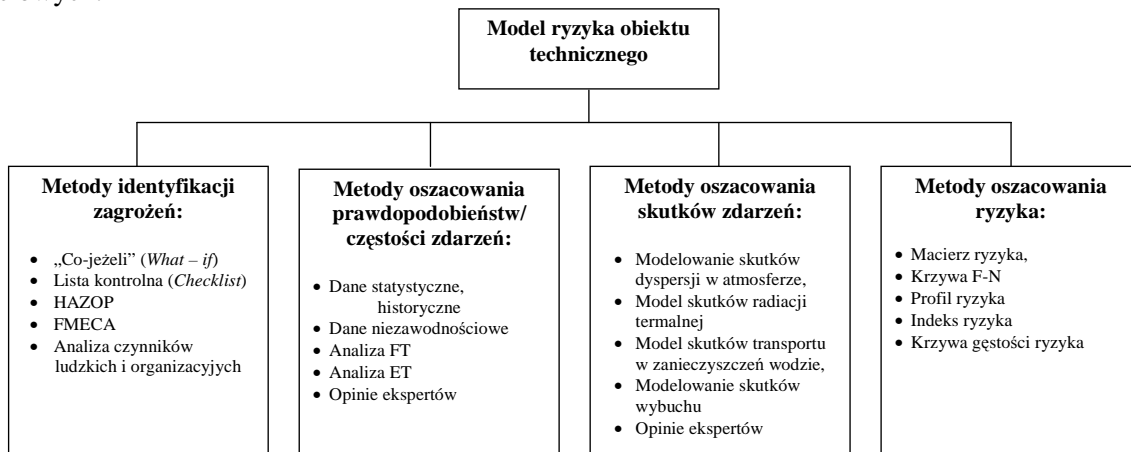 Model ryzyka obiektu
technicznego
Metody identyfikacji
zagrożeń:
• „Co-jeżeli” (What – if)
• Lista kontrolna (Checklist)
• HAZOP
• FMECA
• Analiza czynników
ludzkich i organizacyjnych
Metody oszacowania
prawdopodobieństw/
częstości zdarzeń:
• Dane statystyczne,
historyczne
• Dane niezawodnościowe
• Analiza FT
• Analiza ET
• Opinie ekspertów
Metody oszacowania
skutków zdarzeń:
• Modelowanie skutków
dyspersji w atmosferze,
• Model skutków radiacji
termalnej
• Model skutków transportu
w zanieczyszczeń wodzie,
• Modelowanie skutków
wybuchu
• Opinie ekspertów
Metody oszacowania
ryzyka:
• Macierz ryzyka,
• Krzywa F-N
• Profil ryzyka
• Indeks ryzyka
• Krzywa gęstości ryzyka